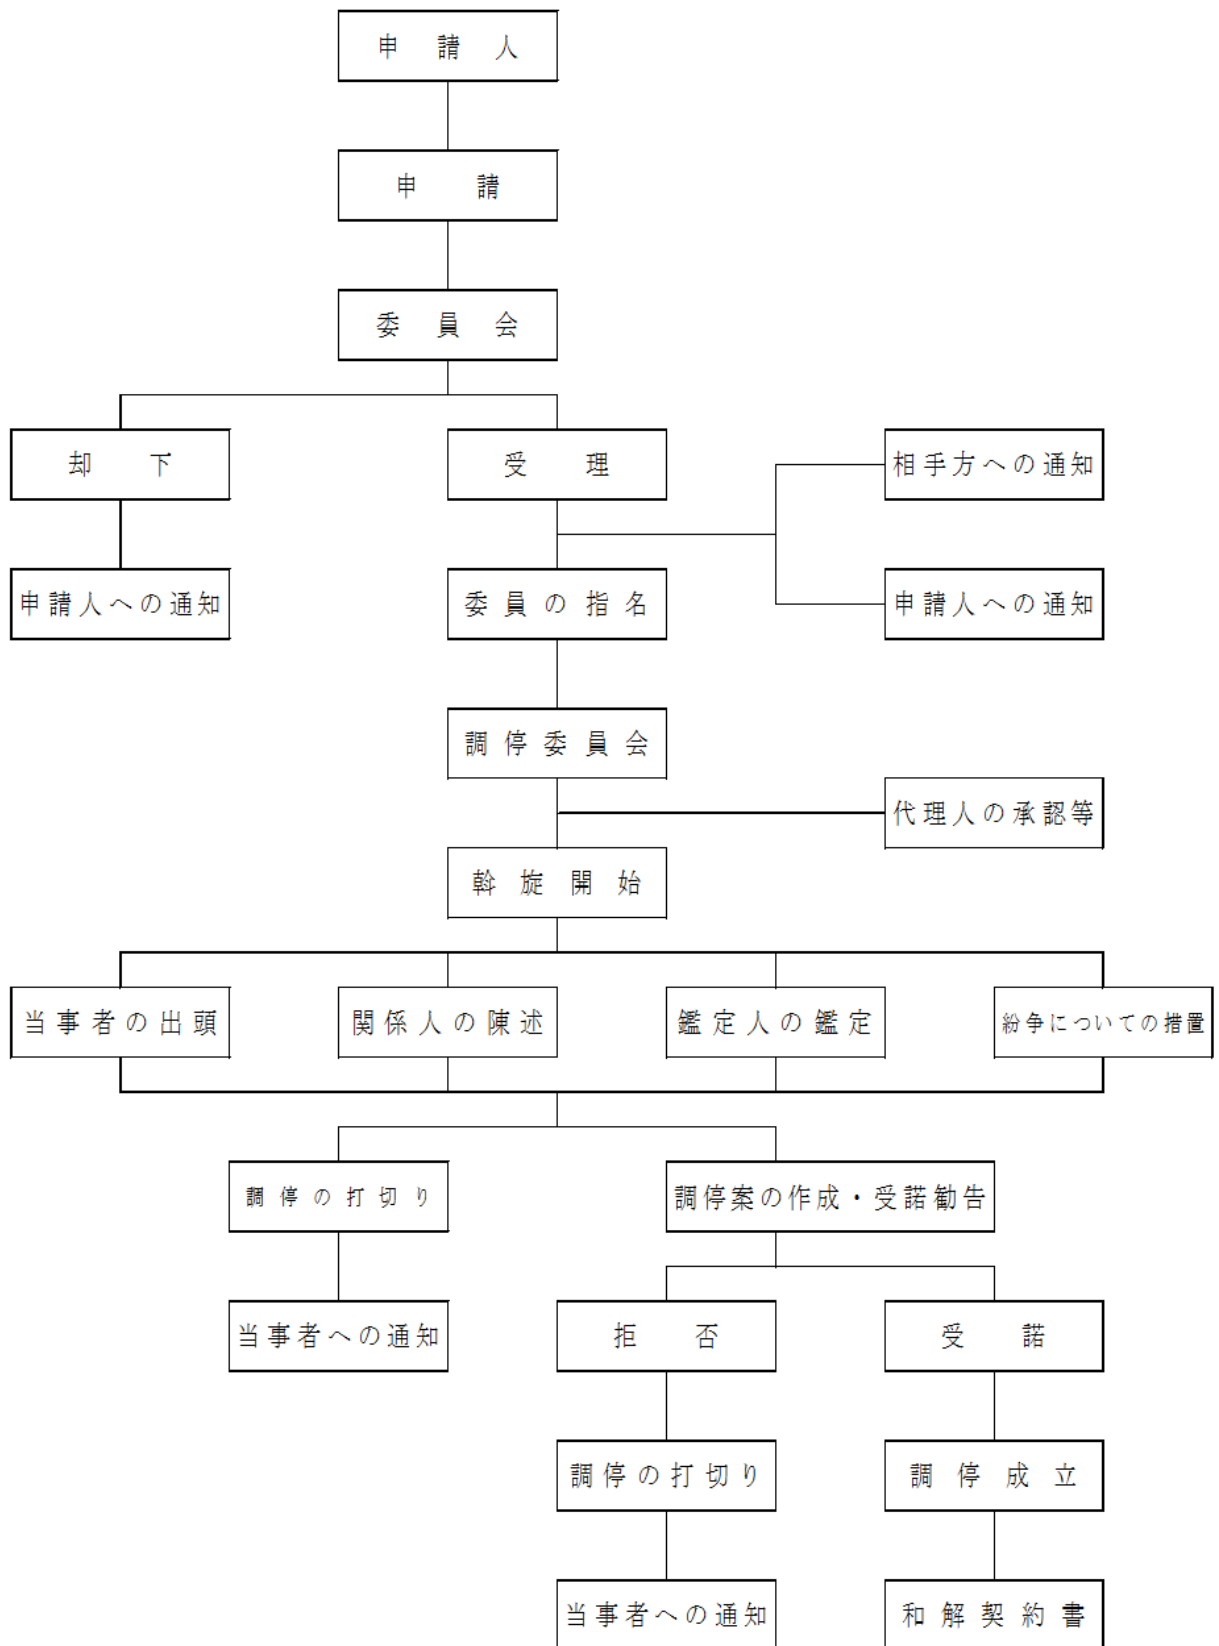 申請人
申請
委員会
却下
受理
相手方への通知
申請人への通知
委員の指名
申請人への通知
調停委員会
代理人の承認等
斡旋開始
当事者の出頭
関係人の陳述
鑑定人の鑑定
紛争についての措置
調停の打切り
調停案の作成・受諾勧告
当事者への通知
拒否
受諾
調停の打切り
調停成立
当事者への通知
和解契約書